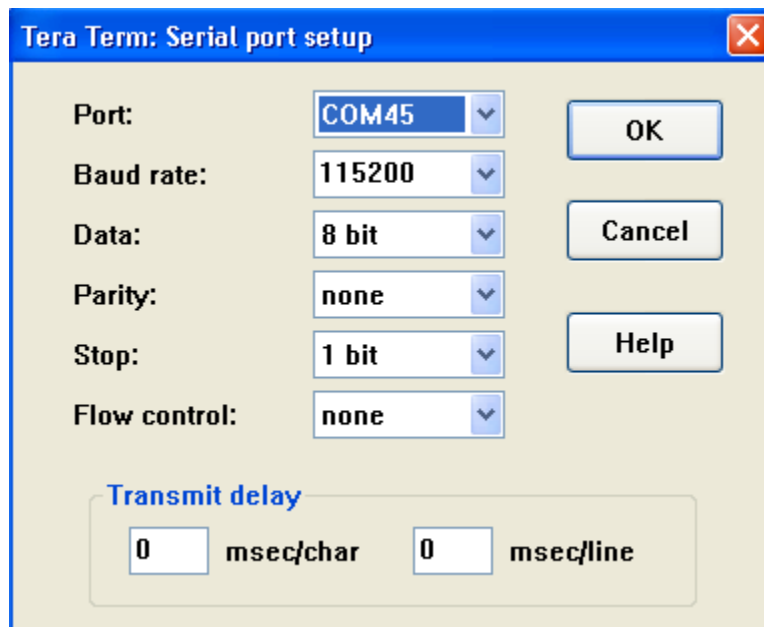 Tera Term: Serial port setup
Port: COM45 OK
Baud rate: 115200
Data: 8 bit Cancel
Parity: none
Stop: 1 bit Help
Flow control: none
Transmit delay
0 msec/char 0 msec/line